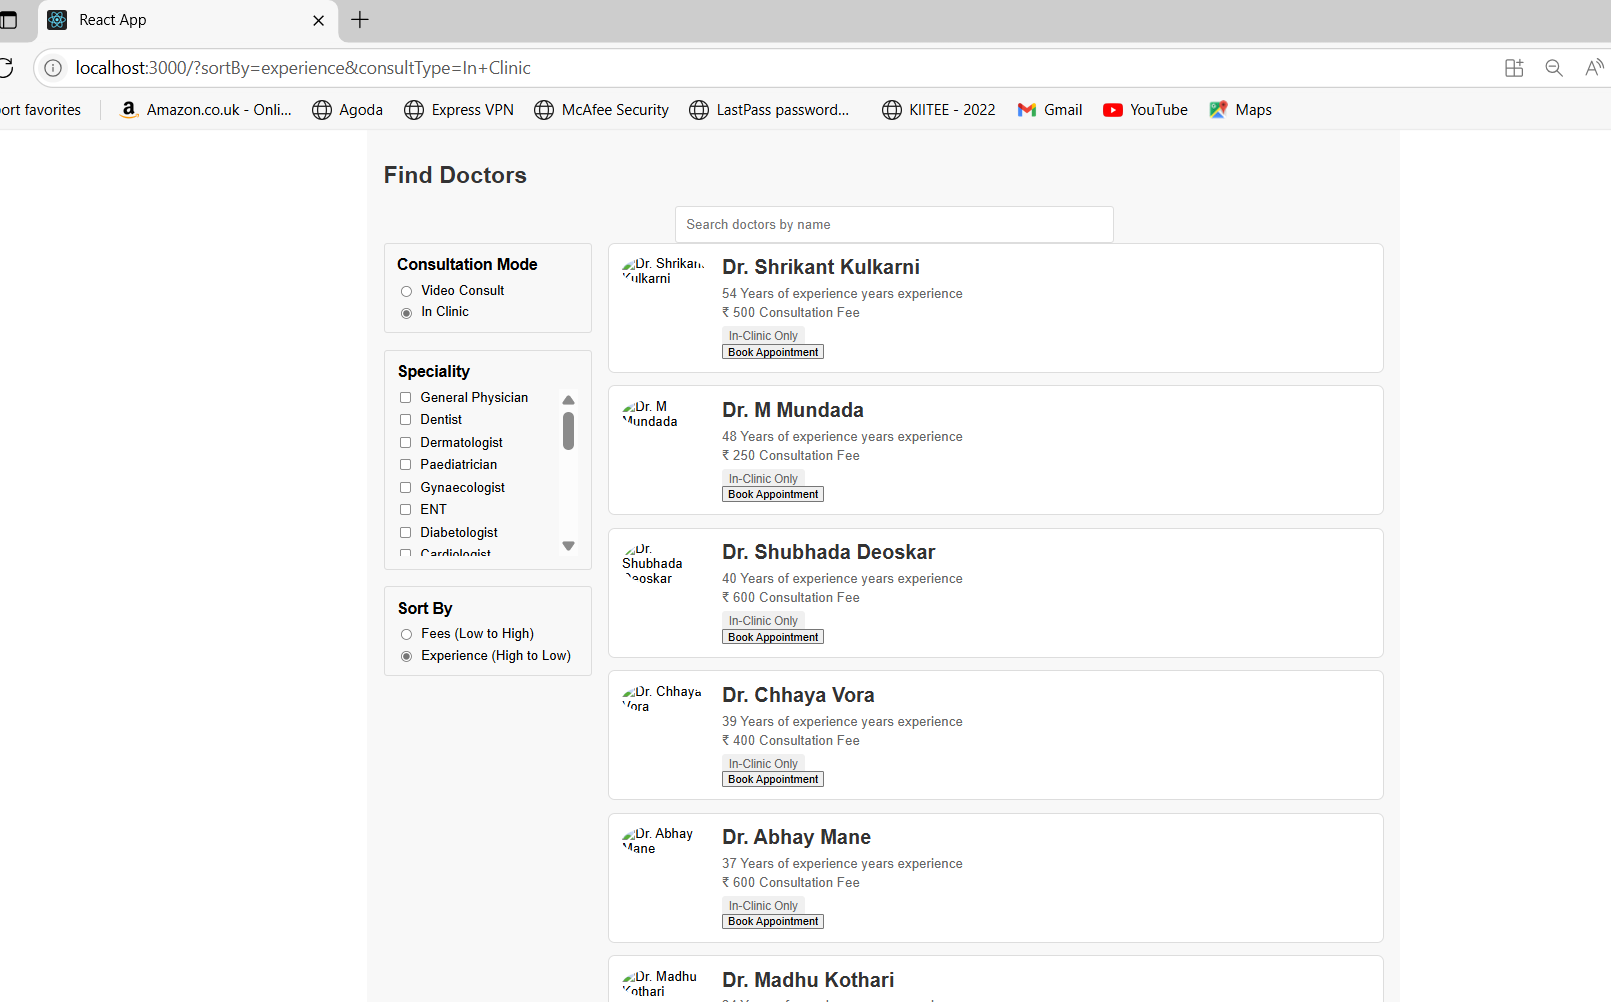 React App
localhost:3000/?sortBy=experience&consultType=In+Clinic
ort favorites
Amazon.co.uk - Onli...
Agoda
Express VPN
McAfee Security
LastPass password...
KIITEE - 2022
Gmail
YouTube
Maps
Find Doctors
Search doctors by name
Consultation Mode
Video Consult
In Clinic
Speciality
General Physician
Dentist
Dermatologist
Paediatrician
Gynaecologist
ENT
Diabetologist
Cardiologist
Sort By
Fees (Low to High)
Experience (High to Low)
Dr. Shrikant
Kulkarni
Dr. Shrikant Kulkarni
54 Years of experience years experience
₹ 500 Consultation Fee
In-Clinic Only
Book Appointment
Dr. M
Mundada
Dr. M Mundada
48 Years of experience years experience
₹ 250 Consultation Fee
In-Clinic Only
Book Appointment
Dr.
Shubhada
Deoskar
Dr. Shubhada Deoskar
40 Years of experience years experience
₹ 600 Consultation Fee
In-Clinic Only
Book Appointment
Dr. Chhaya
Vora
Dr. Chhaya Vora
39 Years of experience years experience
₹ 400 Consultation Fee
In-Clinic Only
Book Appointment
Dr. Abhay
Mane
Dr. Abhay Mane
37 Years of experience years experience
₹ 600 Consultation Fee
In-Clinic Only
Book Appointment
Dr. Madhu
Kothari
Dr. Madhu Kothari